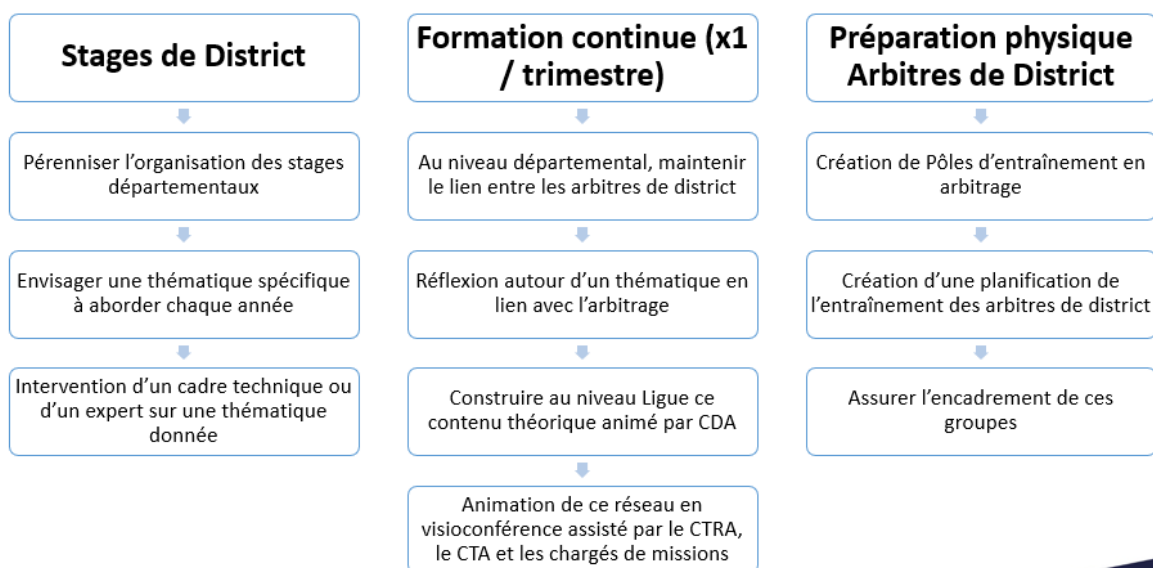 Stages de District
Pérenniser l’organisation des stages
départementaux
Envisager une thématique spécifique
à aborder chaque année
Intervention d’un cadre technique ou
d’un expert sur une thématique
donnée
Formation continue (x1
/ trimestre)
Au niveau départemental, maintenir
le lien entre les arbitres de district
Réflexion autour d’un thématique en
lien avec l’arbitrage
Construire au niveau Ligue ce
contenu théorique animé par CDA
Animation de ce réseau en
visioconférence assisté par le CTRA,
le CTA et les chargés de missions
Préparation physique
Arbitres de District
Création de Pôles d’entraînement en
arbitrage
Création d’une planification de
l’entraînement des arbitres de district
Assurer l’encadrement de ces
groupes